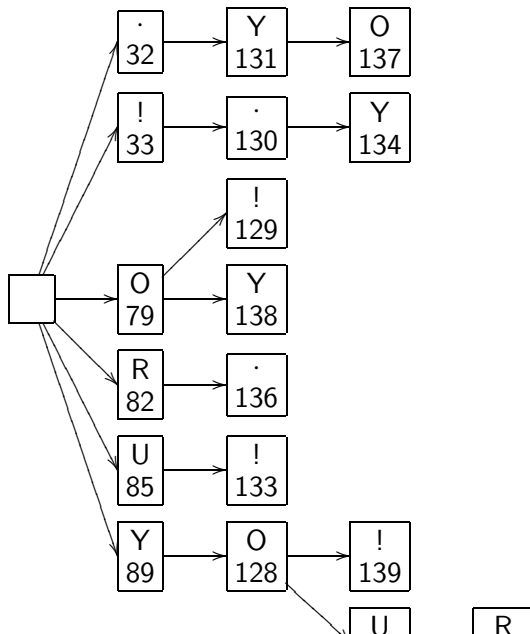 · Y O
32 131 137
! · Y
33 130 134
!
129
O Y
79 138
R ·
82 136
U !
85 133
Y O !
89 128 139
U R